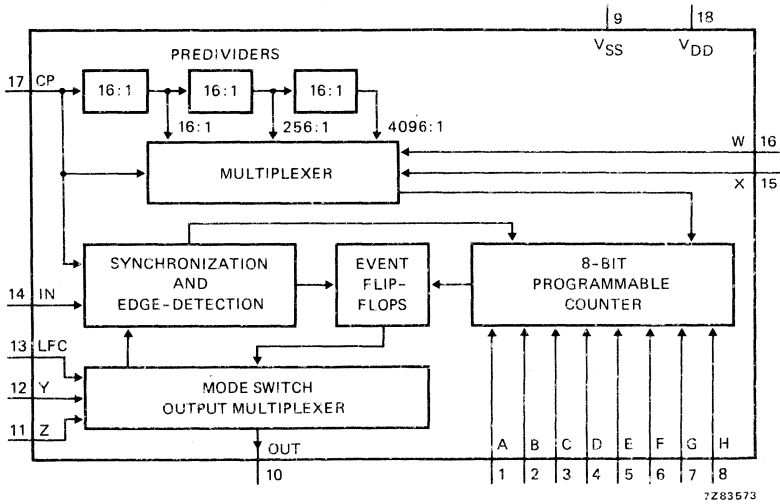 9 18
VSS VDD
PREDIVIDERS
17 CP
16:1 16:1 16:1
16:1 256:1 4096:1
W 16
MULTIPLEXER
X 15
SYNCHRONIZATION
AND
EDGE-DETECTION
EVENT
FLIP-
FLOPS
8-BIT
PROGRAMMABLE
COUNTER
14 IN
13 LFC
12 Y
11 Z
MODE SWITCH
OUTPUT MULTIPLEXER
OUT
10
A B C D E F G H
1 2 3 4 5 6 7 8
7Z83573